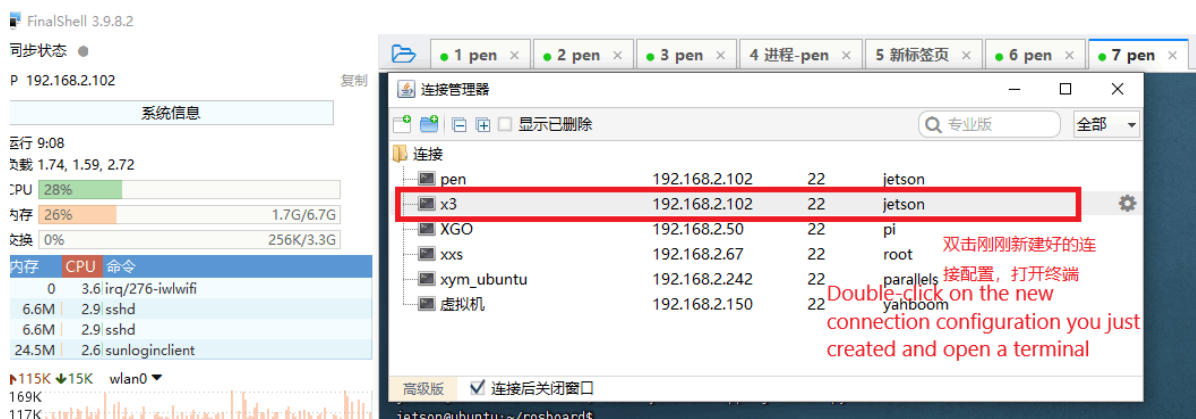 FinalShell 3.9.8.2
同步状态
P 192.168.2.102 复制
系统信息
运行 9:08
负载 1.74, 1.59, 2.72
CPU 28%
内存 26% 1.7G/6.7G
交换 0% 256K/3.3G
内存 CPU 命令
0 3.6 irq/276-iwlwifi
6.6M 2.9 sshd
6.6M 2.9 sshd
24.5M 2.6 sunloginclient
115K 15K wlan0
169K
117K
1 pen × 2 pen × 3 pen × 4 进程-pen × 5 新标签页 × 6 pen × 7 pen ×
连接管理器
显示已删除 专业版 全部
连接
pen 192.168.2.102 22 jetson
x3 192.168.2.102 22 jetson
XGO 192.168.2.50 22 pi
xxs 192.168.2.67 22 root
xym_ubuntu 192.168.2.242 22 parallels
虚拟机 192.168.2.150 22 yahboom
双击刚刚新建好的连
接配置，打开终端
Double-click on the new
connection configuration you just
created and open a terminal
高级版 连接后关闭窗口
jetson@ubuntu:~/rosboard$